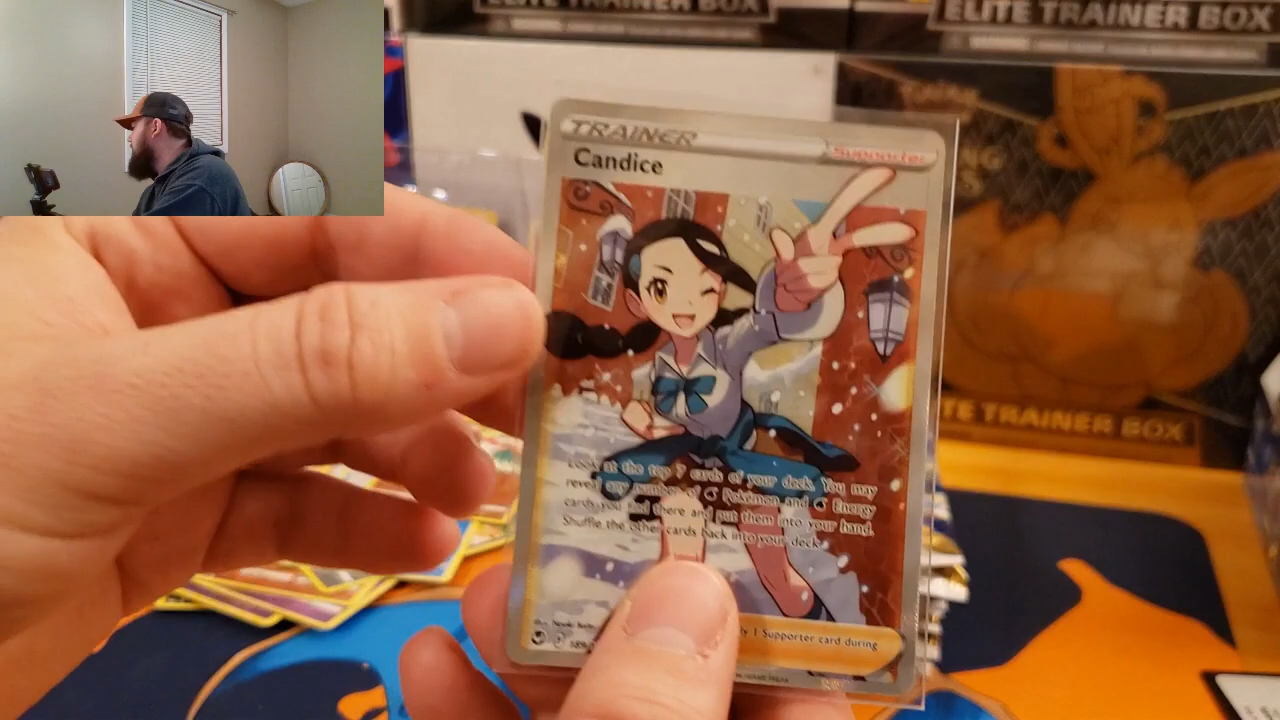 ELITE TRAINER BOX
ELITE TRAINER BOX
TRAINER
Supporter
Candice
Look at the top 7 cards of your deck. You may
reveal any number of Pokémon and Energy
cards you find there and put them into your hand.
Shuffle the other cards back into your deck.
1 Supporter card during
TE TRAINER BOX